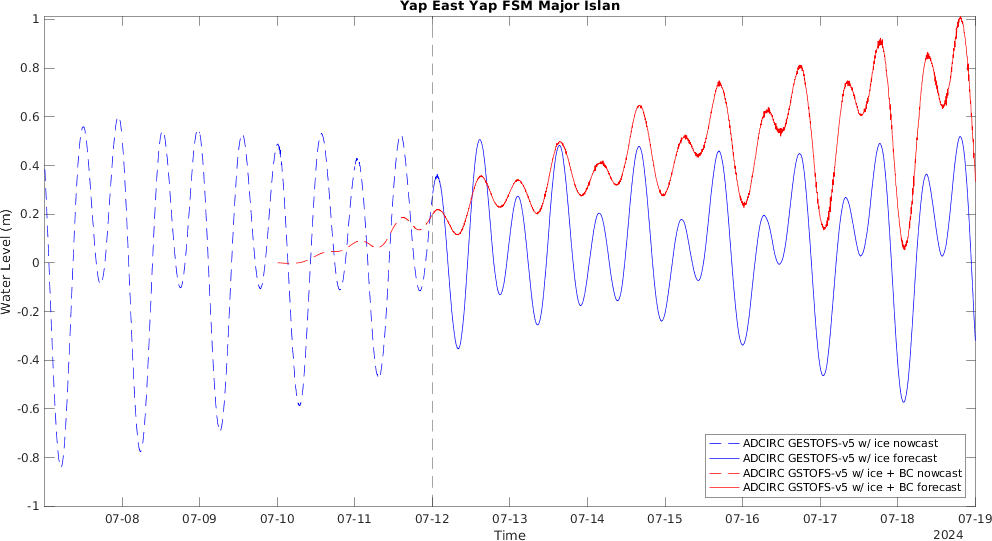 Yap East Yap FSM Major Islan
1
0.8
0.6
0.4
0.2
0
-0.2
-0.4
-0.6
-0.8
-1
Water Level (m)
ADCIRC GESTOFS-v5 w/ ice nowcast
ADCIRC GESTOFS-v5 w/ ice forecast
ADCIRC GSTOFS-v5 w/ ice + BC nowcast
ADCIRC GSTOFS-v5 w/ ice + BC forecast
07-08 07-09 07-10 07-11 07-12 07-13 07-14 07-15 07-16 07-17 07-18 07-19
Time
2024